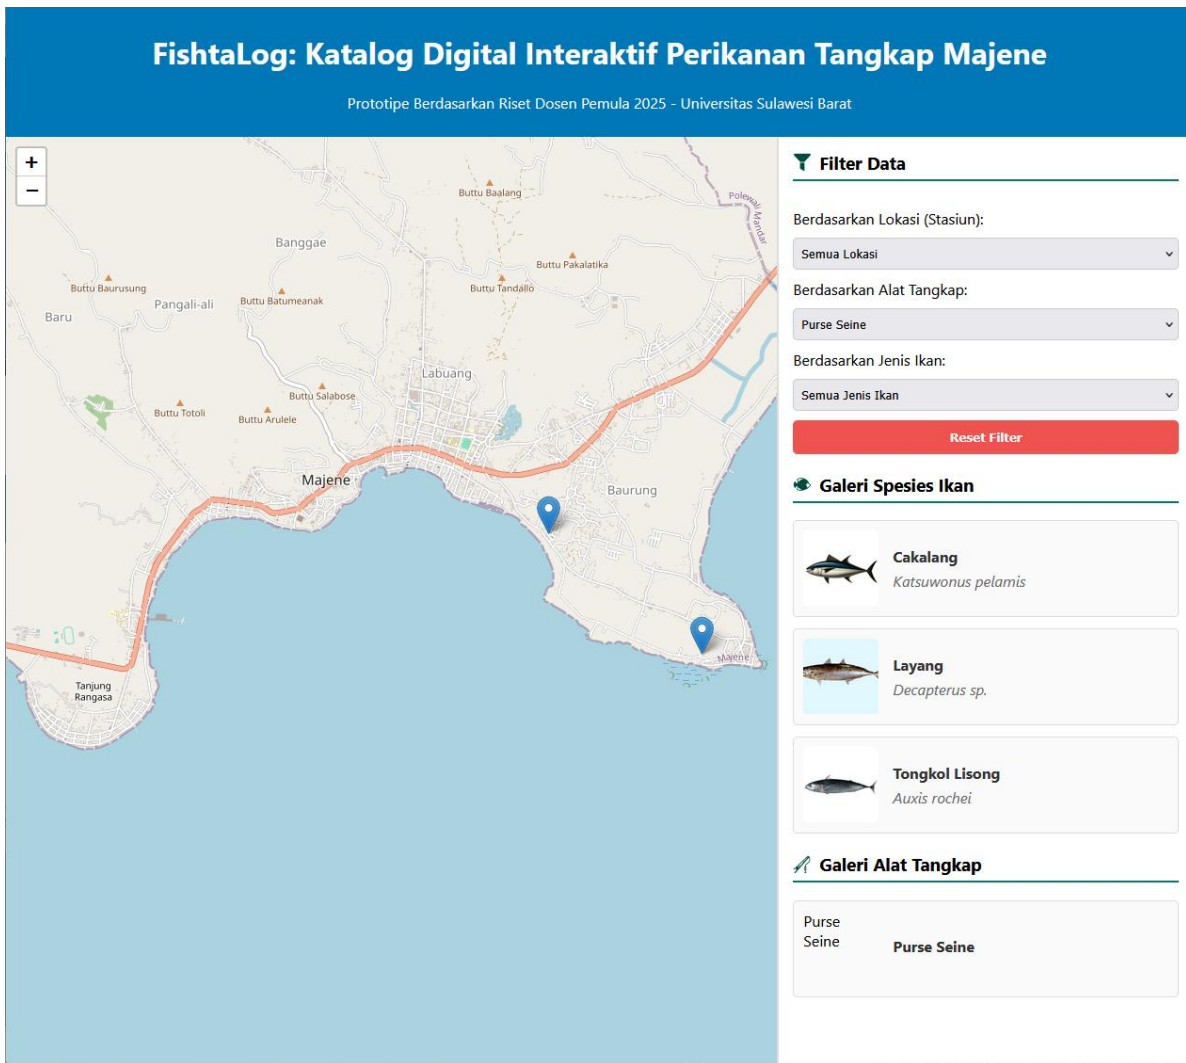 FishtaLog: Katalog Digital Interaktif Perikanan Tangkap Majene
Prototipe Berdasarkan Riset Dosen Pemula 2025 - Universitas Sulawesi Barat
+
−
Buttu Baalang
Polewali Mandar
Banggae
Buttu Pakalatika
Buttu Baurusung
Buttu Tandallo
Pangali-ali
Buttu Batumeanak
Baru
Labuang
Buttu Salabose
Buttu Totoli
Buttu Arulele
Majene
Baurung
Majene
Tanjung
Rangasa
Filter Data
Berdasarkan Lokasi (Stasiun):
Semua Lokasi
Berdasarkan Alat Tangkap:
Purse Seine
Berdasarkan Jenis Ikan:
Semua Jenis Ikan
Reset Filter
Galeri Spesies Ikan
Cakalang
Katsuwonus pelamis
Layang
Decapterus sp.
Tongkol Lisong
Auxis rochei
Galeri Alat Tangkap
Purse
Seine
Purse Seine